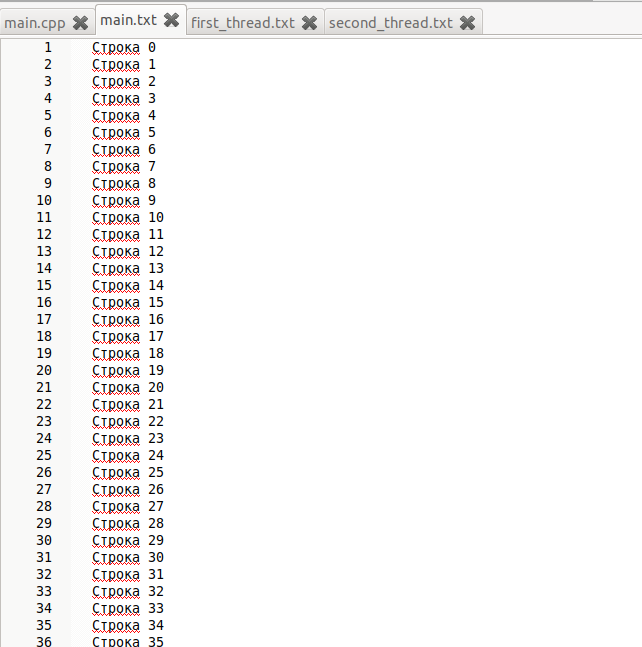 main.cpp main.txt first_thread.txt second_thread.txt
1 Строка 0
2 Строка 1
3 Строка 2
4 Строка 3
5 Строка 4
6 Строка 5
7 Строка 6
8 Строка 7
9 Строка 8
10 Строка 9
11 Строка 10
12 Строка 11
13 Строка 12
14 Строка 13
15 Строка 14
16 Строка 15
17 Строка 16
18 Строка 17
19 Строка 18
20 Строка 19
21 Строка 20
22 Строка 21
23 Строка 22
24 Строка 23
25 Строка 24
26 Строка 25
27 Строка 26
28 Строка 27
29 Строка 28
30 Строка 29
31 Строка 30
32 Строка 31
33 Строка 32
34 Строка 33
35 Строка 34
36 Строка 35